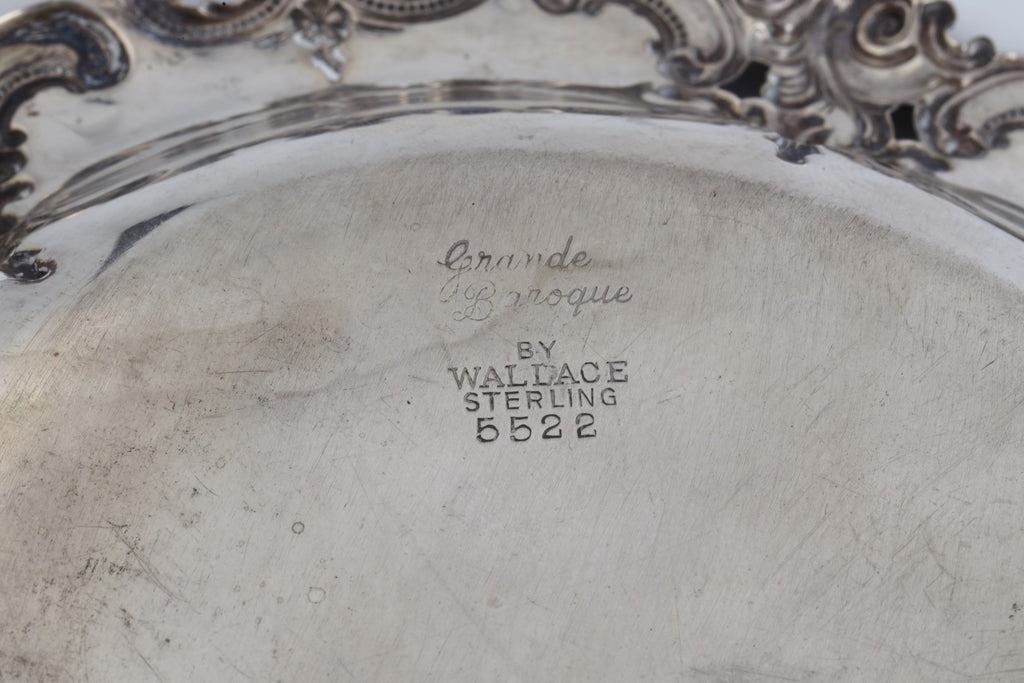 Grande
Baroque
BY
WALLACE
STERLING
5522